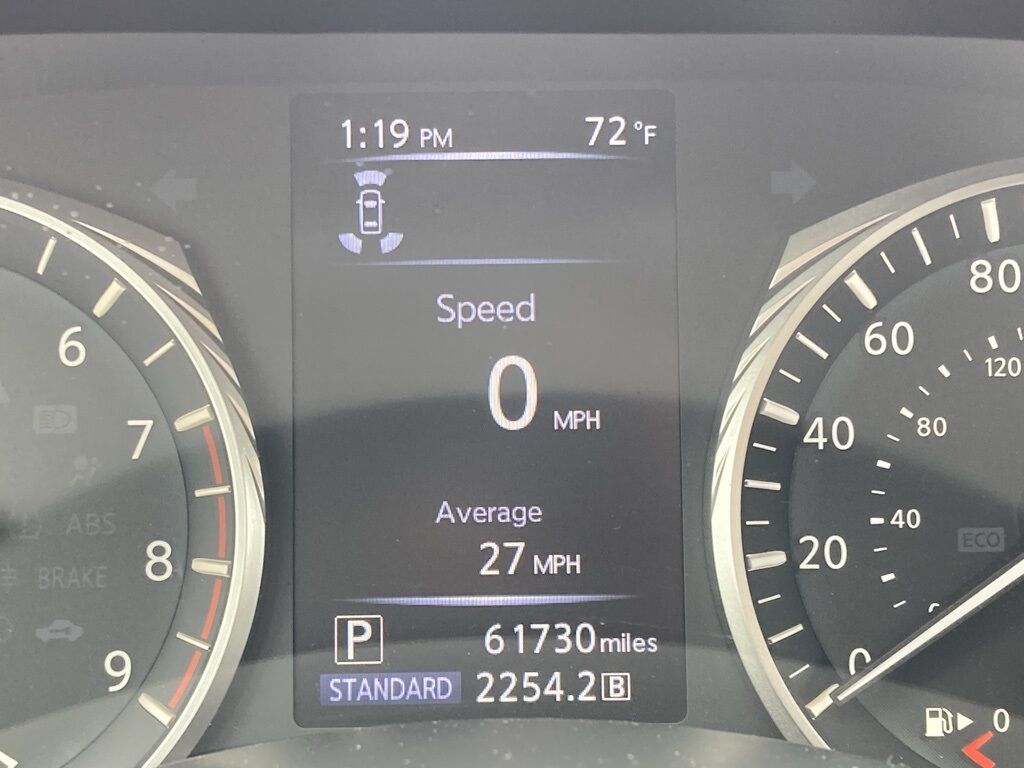 1:19 PM 72 °F
Speed
0 MPH
Average
27 MPH
P 61730 miles
STANDARD 2254.2 B
6
7
8
9
ABS
BRAKE
0
20
40
60
80
40
80
120
ECO
0